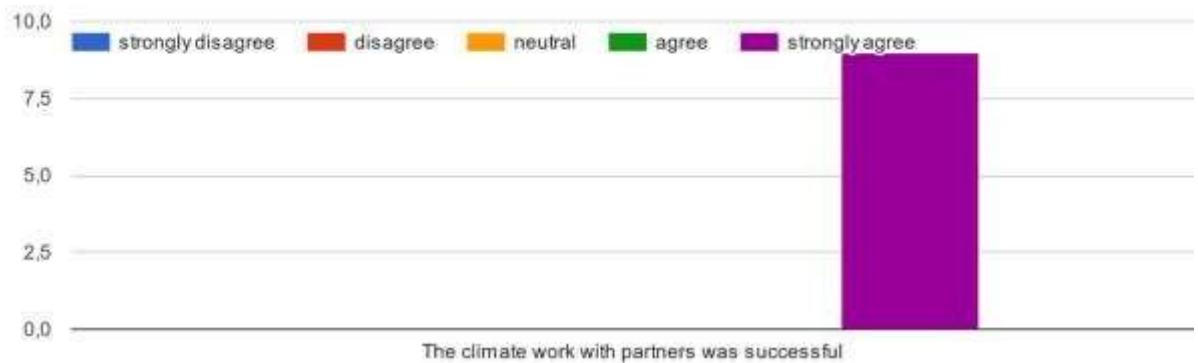 10,0
strongly disagree disagree neutral agree strongly agree
7,5
5,0
2,5
0,0
The climate work with partners was successful